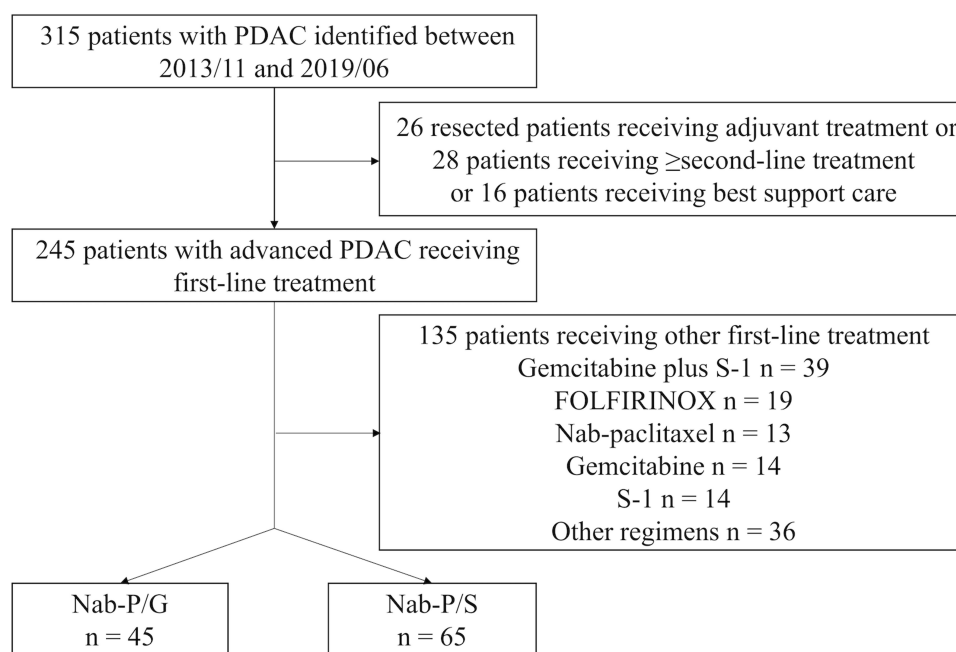 315 patients with PDAC identified between
2013/11 and 2019/06
26 resected patients receiving adjuvant treatment or
28 patients receiving ≥second-line treatment
or 16 patients receiving best support care
245 patients with advanced PDAC receiving
first-line treatment
135 patients receiving other first-line treatment
Gemcitabine plus S-1 n = 39
FOLFIRINOX n = 19
Nab-paclitaxel n = 13
Gemcitabine n = 14
S-1 n = 14
Other regimens n = 36
Nab-P/G
n = 45
Nab-P/S
n = 65